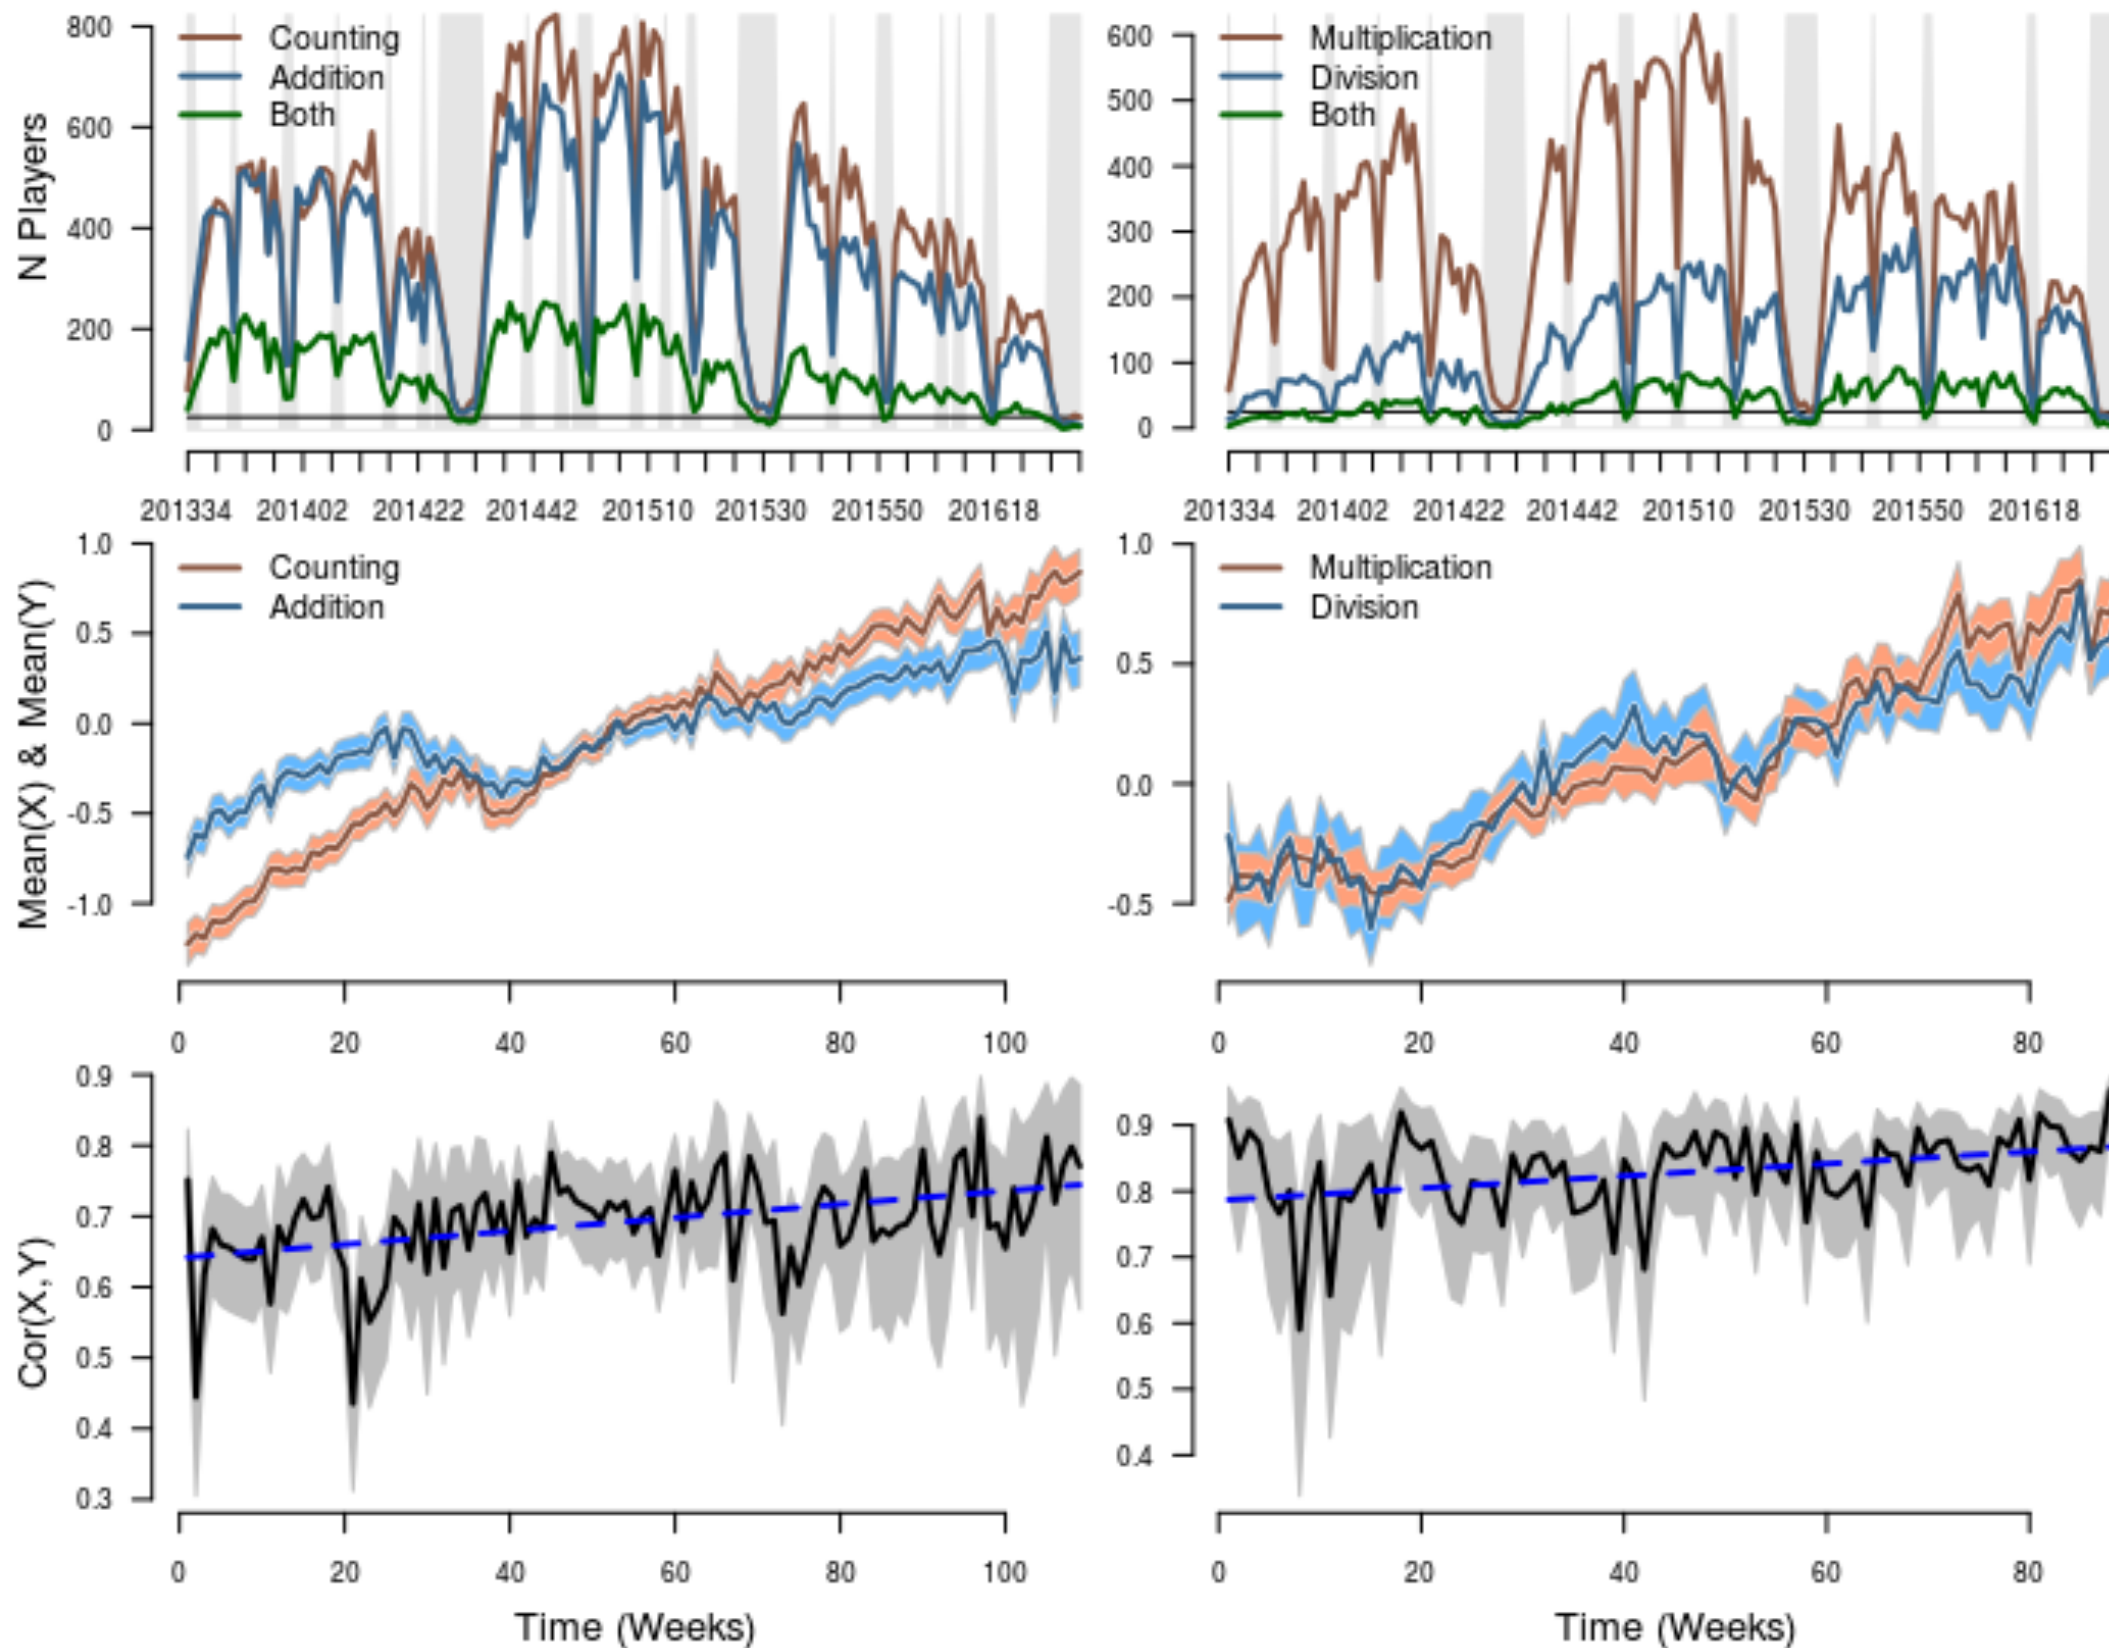 N Players
800
600
400
200
0
Counting
Addition
Both
201334 201402 201422 201442 201510 201530 201550 201618
600
500
400
300
200
100
0
Multiplication
Division
Both
201334 201402 201422 201442 201510 201530 201550 201618
Mean(X) & Mean(Y)
1.0
0.5
0.0
-0.5
-1.0
Counting
Addition
0 20 40 60 80 100
1.0
0.5
0.0
-0.5
Multiplication
Division
0 20 40 60 80
Cor(X,Y)
0.9
0.8
0.7
0.6
0.5
0.4
0.3
0 20 40 60 80 100
Time (Weeks)
0.9
0.8
0.7
0.6
0.5
0.4
0 20 40 60 80
Time (Weeks)